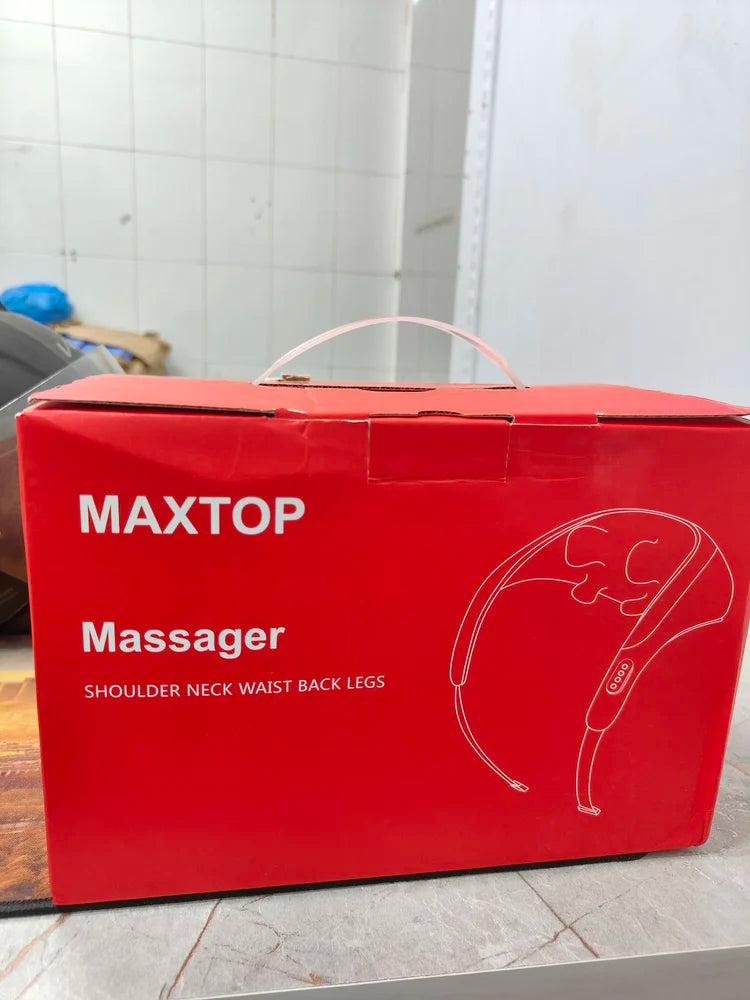 MAXTOP
Massager
SHOULDER NECK WAIST BACK LEGS